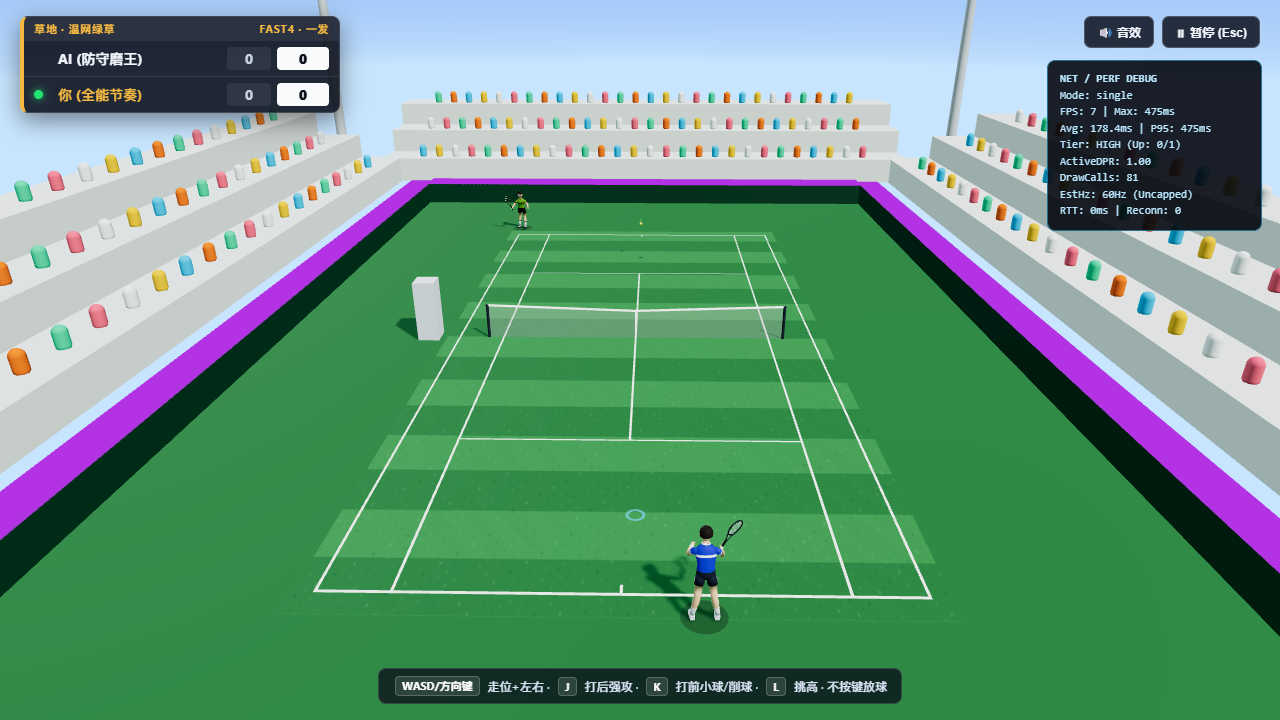 草地 · 温网绿草 FAST4 · 一发
AI (防守磨王) 0 0
你 (全能节奏) 0 0
音效 暂停 (Esc)
NET / PERF DEBUG
Mode: single
FPS: 7 | Max: 475ms
Avg: 178.4ms | P95: 475ms
Tier: HIGH (Up: 0/1)
ActiveDPR: 1.00
DrawCalls: 81
EstHz: 60Hz (Uncapped)
RTT: 0ms | Reconn: 0
WASD/方向键 走位+左右 · J 打后强攻 · K 打前小球/削球 · L 挑高 · 不按键放球